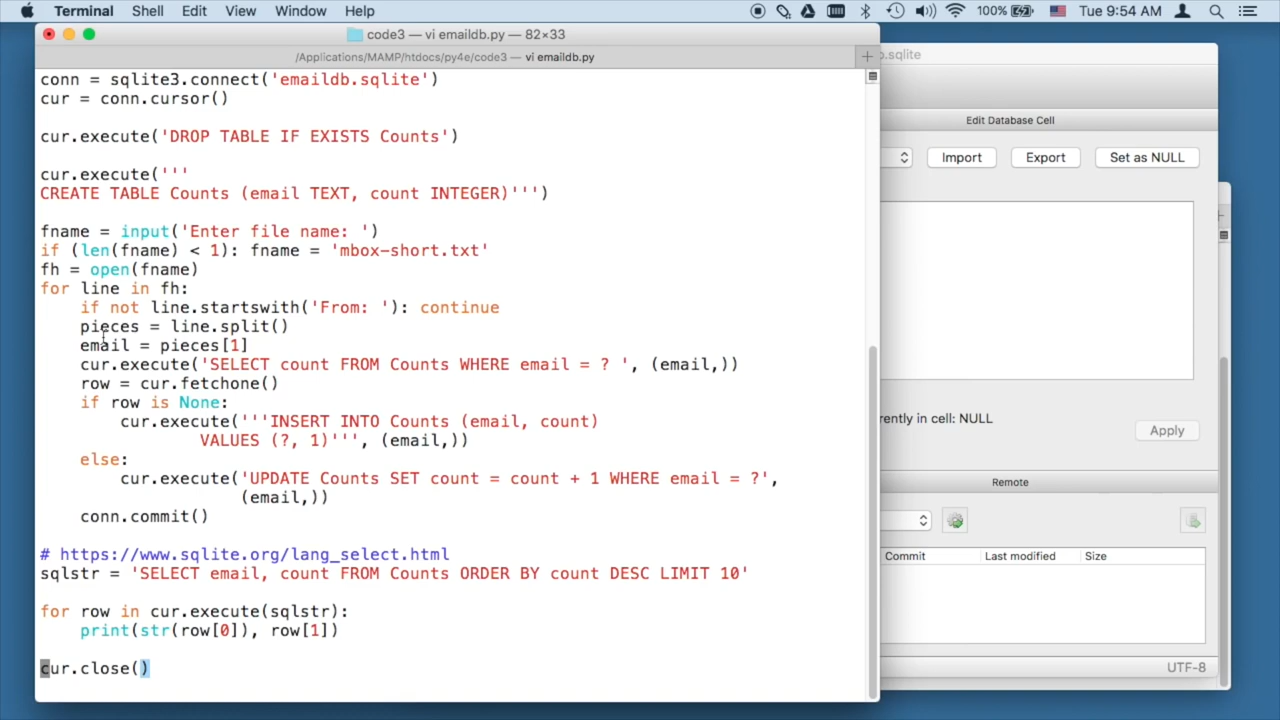 Terminal Shell Edit View Window Help 100% Tue 9:54 AM
code3 — vi emaildb.py — 82×33
/Applications/MAMP/htdocs/py4e/code3 — vi emaildb.py
conn = sqlite3.connect('emaildb.sqlite')
cur = conn.cursor()
cur.execute('DROP TABLE IF EXISTS Counts')
cur.execute('''
CREATE TABLE Counts (email TEXT, count INTEGER)''')
fname = input('Enter file name: ')
if (len(fname) < 1): fname = 'mbox-short.txt'
fh = open(fname)
for line in fh:
    if not line.startswith('From: '): continue
    pieces = line.split()
    email = pieces[1]
    cur.execute('SELECT count FROM Counts WHERE email = ? ', (email,))
    row = cur.fetchone()
    if row is None:
        cur.execute('''INSERT INTO Counts (email, count)
                VALUES (?, 1)''', (email,))
    else:
        cur.execute('UPDATE Counts SET count = count + 1 WHERE email = ?',
                    (email,))
    conn.commit()
# https://www.sqlite.org/lang_select.html
sqlstr = 'SELECT email, count FROM Counts ORDER BY count DESC LIMIT 10'
for row in cur.execute(sqlstr):
    print(str(row[0]), row[1])
cur.close()
b.sqlite
Edit Database Cell
Import Export Set as NULL
rently in cell: NULL
Apply
Remote
Commit Last modified Size
UTF-8